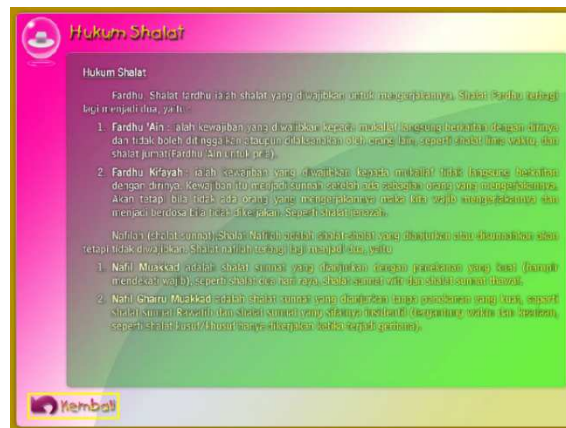 Hukum Shalat
Hukum Shalat
Fardhu, Shalat fardhu ialah shalat yang diwajibkan untuk mengerjakannya. Shalat Fardhu terbagi
lagi menjadi dua, yaitu :
1. Fardhu 'Ain : ialah kewajiban yang diwajibkan kepada mukallaf langsung berkaitan dengan dirinya
dan tidak boleh ditinggalkan ataupun dilaksanakan oleh orang lain, seperti shalat lima waktu, dan
shalat jumat(Fardhu 'Ain untuk pria).
2. Fardhu Kifayah : ialah kewajiban yang diwajibkan kepada mukallaf tidak langsung berkaitan
dengan dirinya. Kewajiban itu menjadi sunnah setelah ada sebagian orang yang mengerjakannya.
Akan tetapi bila tidak ada orang yang mengerjakannya maka kita wajib mengerjakannya dan
menjadi berdosa bila tidak dikerjakan. Seperti shalat jenazah.
Nafilah (shalat sunnat),Shalat Nafilah adalah shalat-shalat yang dianjurkan atau disunnahkan akan
tetapi tidak diwajibkan. Shalat nafilah terbagi lagi menjadi dua, yaitu
1. Nafil Muakkad adalah shalat sunnat yang dianjurkan dengan penekanan yang kuat (hampir
mendekati wajib), seperti shalat dua hari raya, shalat sunnat witir dan shalat sunnat thawaf.
2. Nafil Ghairu Muakkad adalah shalat sunnat yang dianjurkan tanpa penekanan yang kuat, seperti
shalat sunnat Rawatib dan shalat sunnat yang sifatnya insidentil (tergantung waktu dan keadaan,
seperti shalat kusuf/khusuf hanya dikerjakan ketika terjadi gerhana).
Kembali